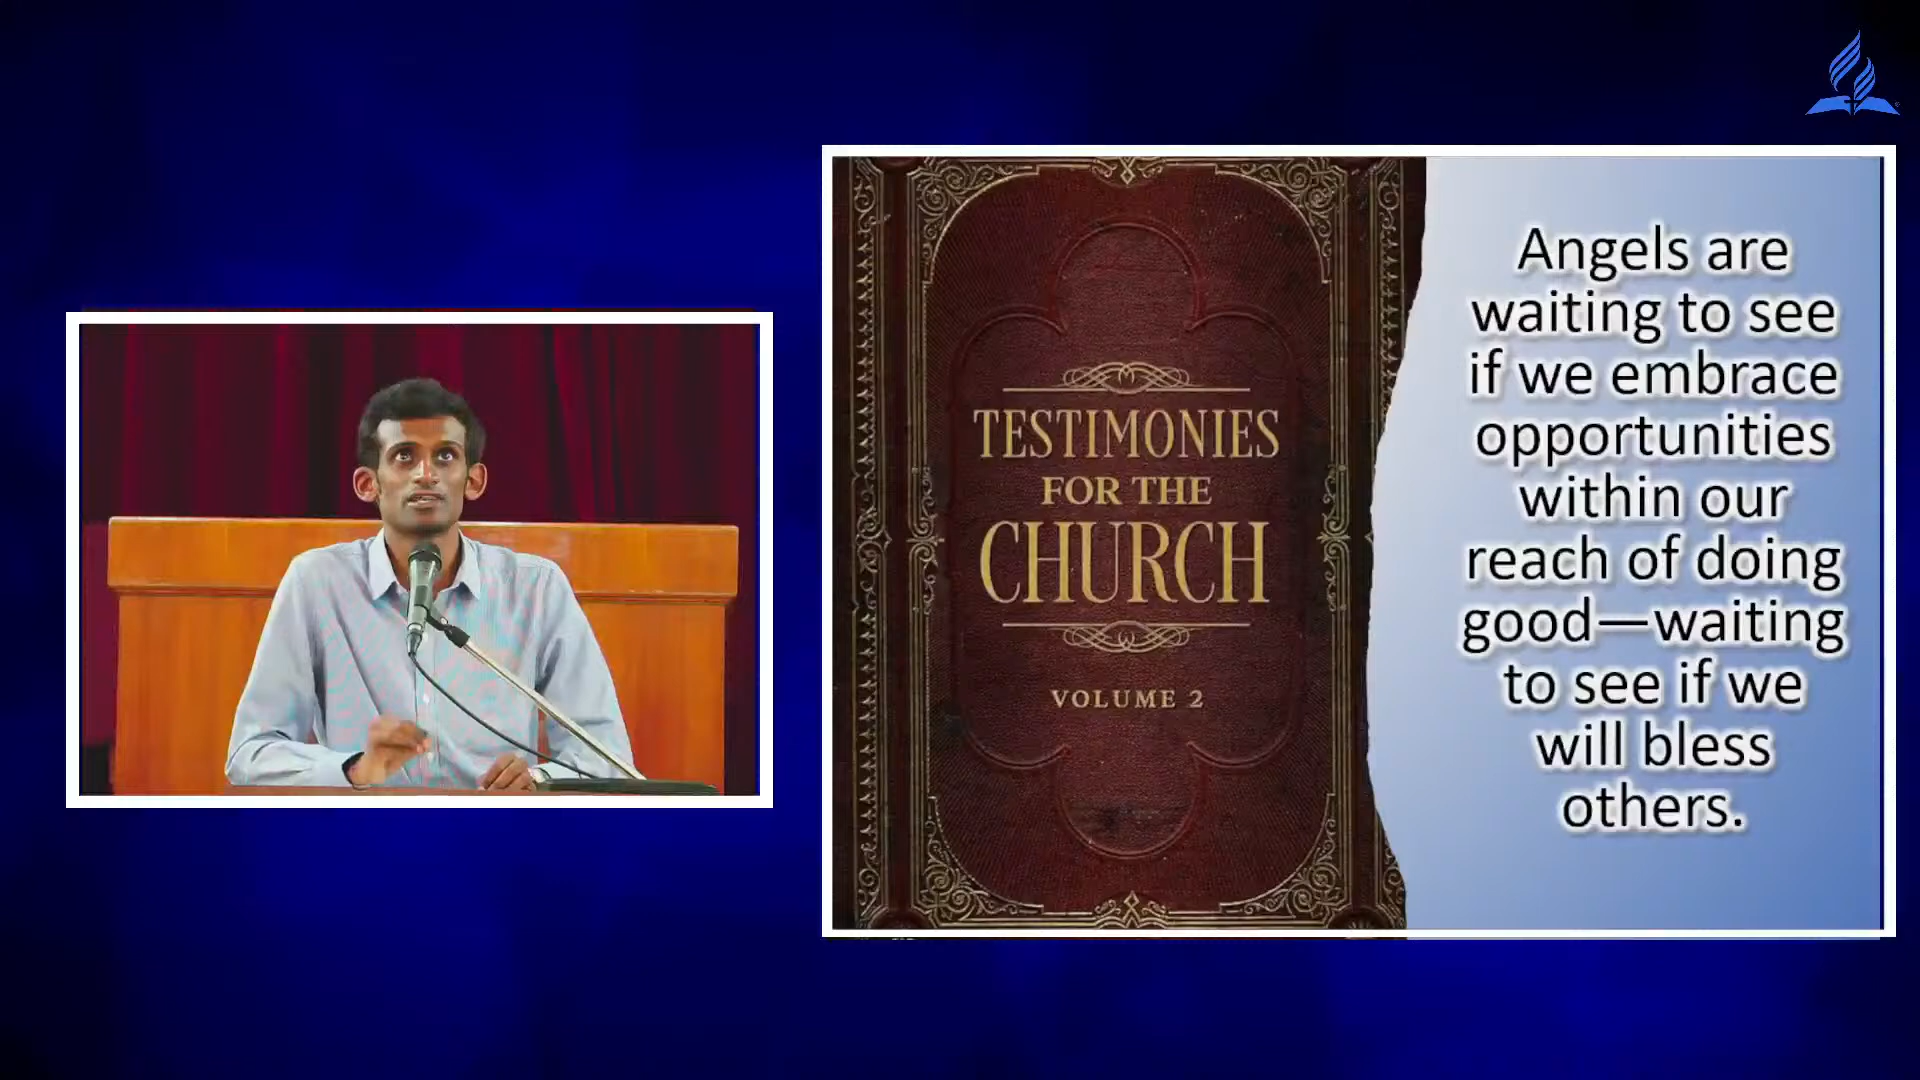 TESTIMONIES
FOR THE
CHURCH
VOLUME 2
Angels are
waiting to see
if we embrace
opportunities
within our
reach of doing
good—waiting
to see if we
will bless
others.